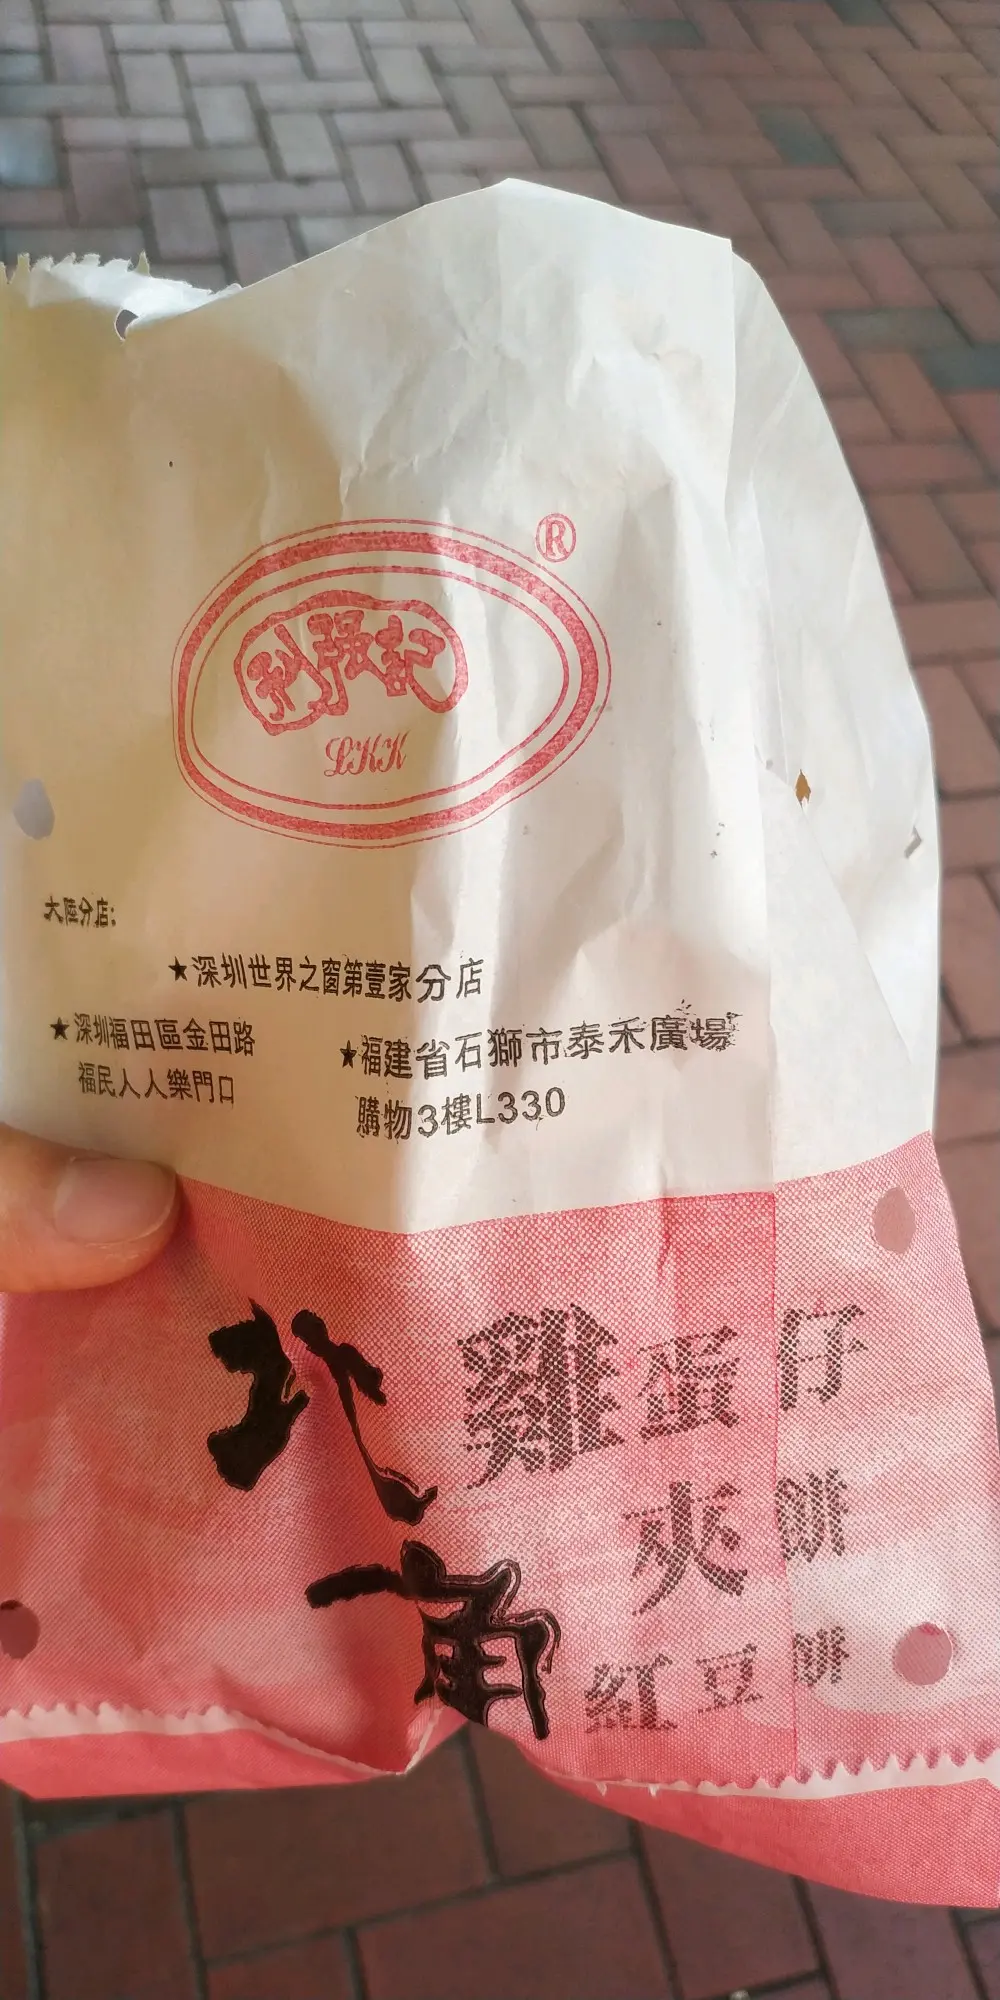 ®
利强記
LKK
大陸分店:
★深圳世界之窗第壹家分店
★深圳福田區金田路
福民人人樂門口
★福建省石獅市泰禾廣場
購物3樓L330
北角
雞蛋仔
夾餅
紅豆餅